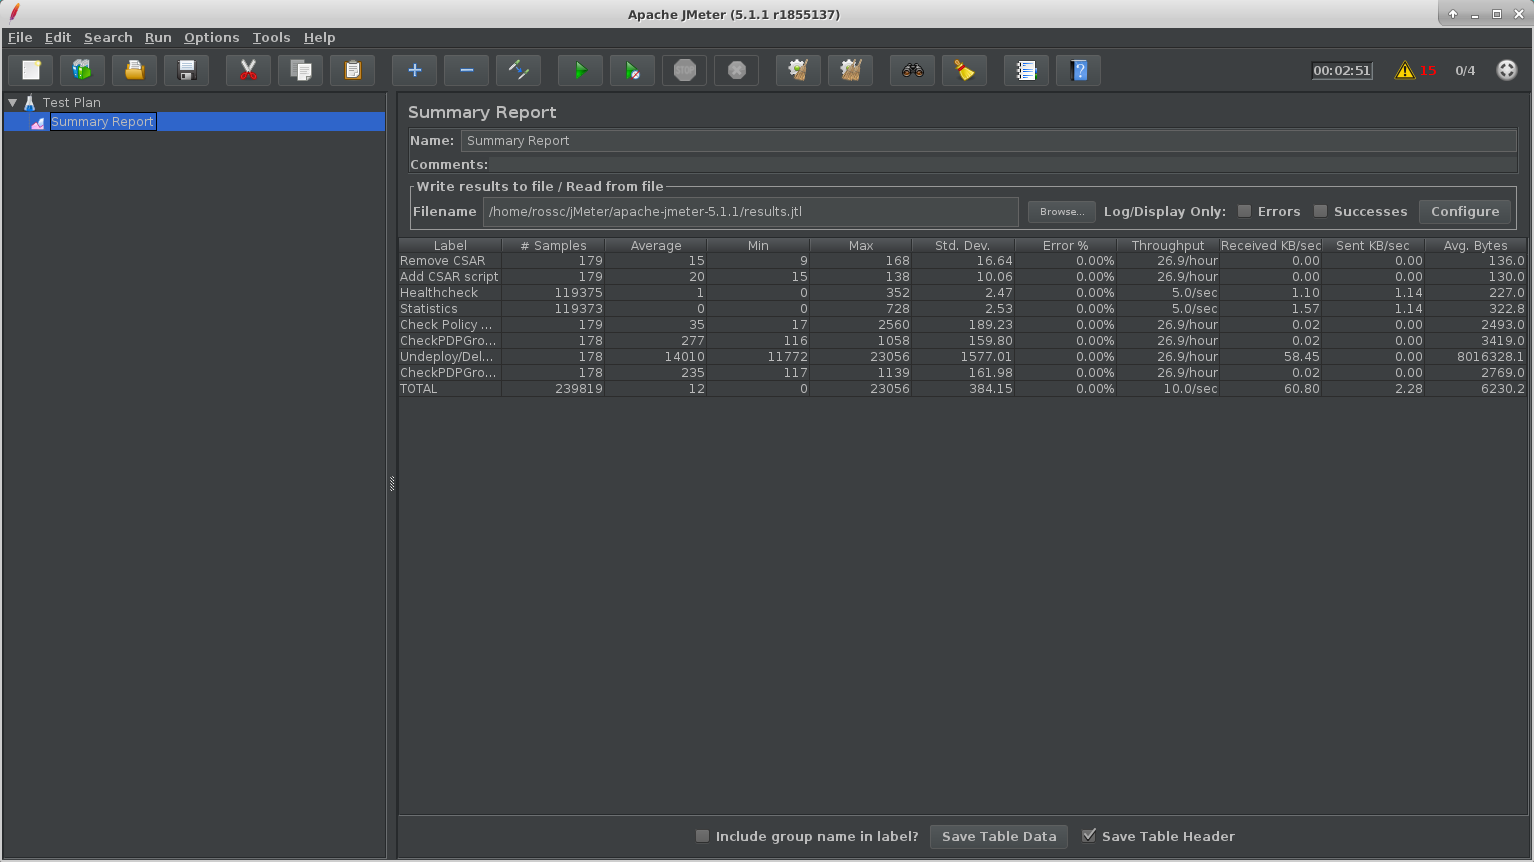 Apache JMeter (5.1.1 r1855137)
File Edit Search Run Options Tools Help
STOP
00:02:51 15 0/4
Test Plan
Summary Report
Summary Report
Name: Summary Report
Comments:
Write results to file / Read from file
Filename /home/rossc/jMeter/apache-jmeter-5.1.1/results.jtl Browse... Log/Display Only: Errors Successes Configure
Label # Samples Average Min Max Std. Dev. Error % Throughput Received KB/sec Sent KB/sec Avg. Bytes
Remove CSAR 179 15 9 168 16.64 0.00% 26.9/hour 0.00 0.00 136.0
Add CSAR script 179 20 15 138 10.06 0.00% 26.9/hour 0.00 0.00 130.0
Healthcheck 119375 1 0 352 2.47 0.00% 5.0/sec 1.10 1.14 227.0
Statistics 119373 0 0 728 2.53 0.00% 5.0/sec 1.57 1.14 322.8
Check Policy ... 179 35 17 2560 189.23 0.00% 26.9/hour 0.02 0.00 2493.0
CheckPDPGro... 178 277 116 1058 159.80 0.00% 26.9/hour 0.02 0.00 3419.0
Undeploy/Del... 178 14010 11772 23056 1577.01 0.00% 26.9/hour 58.45 0.00 8016328.1
CheckPDPGro... 178 235 117 1139 161.98 0.00% 26.9/hour 0.02 0.00 2769.0
TOTAL 239819 12 0 23056 384.15 0.00% 10.0/sec 60.80 2.28 6230.2
Include group name in label? Save Table Data Save Table Header